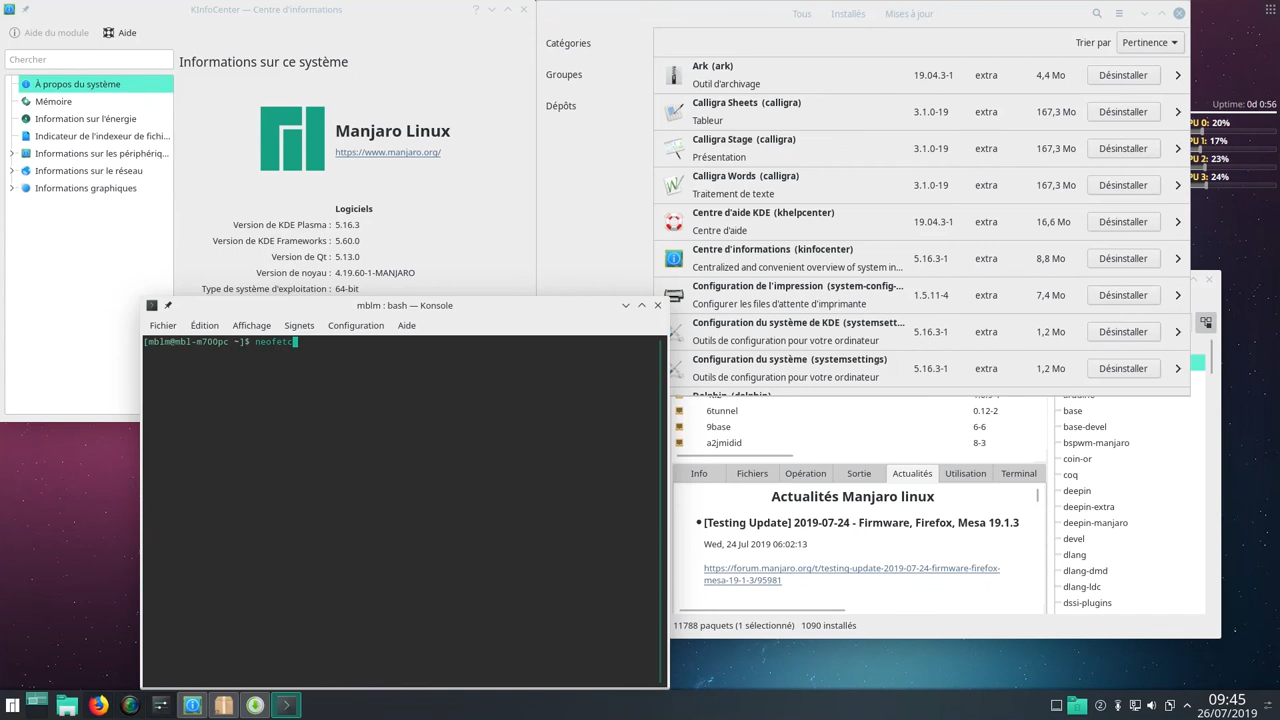 KInfoCenter — Centre d'informations
Aide du module
Aide
Chercher
À propos du système
Mémoire
Information sur l'énergie
Indicateur de l'indexeur de fichi...
Informations sur les périphériq...
Informations sur le réseau
Informations graphiques
Informations sur ce système
Manjaro Linux
https://www.manjaro.org/
Logiciels
Version de KDE Plasma : 5.16.3
Version de KDE Frameworks : 5.60.0
Version de Qt : 5.13.0
Version de noyau : 4.19.60-1-MANJARO
Type de système d'exploitation : 64-bit
Tous Installés Mises à jour
Catégories
Groupes
Dépôts
Trier par Pertinence
Ark (ark)
Outil d'archivage
19.04.3-1 extra 4,4 Mo Désinstaller
Calligra Sheets (calligra)
Tableur
3.1.0-19 extra 167,3 Mo Désinstaller
Calligra Stage (calligra)
Présentation
3.1.0-19 extra 167,3 Mo Désinstaller
Calligra Words (calligra)
Traitement de texte
3.1.0-19 extra 167,3 Mo Désinstaller
Centre d'aide KDE (khelpcenter)
Centre d'aide
19.04.3-1 extra 16,6 Mo Désinstaller
Centre d'informations (kinfocenter)
Centralized and convenient overview of system in...
5.16.3-1 extra 8,8 Mo Désinstaller
Configuration de l'impression (system-config-...
Configurer les files d'attente d'imprimante
1.5.11-4 extra 7,4 Mo Désinstaller
Configuration du système de KDE (systemsett...
Outils de configuration pour votre ordinateur
5.16.3-1 extra 1,2 Mo Désinstaller
Configuration du système (systemsettings)
Outils de configuration pour votre ordinateur
5.16.3-1 extra 1,2 Mo Désinstaller
Dolphin (dolphin)
Uptime: 0d 0:56
PU 0: 20%
PU 1: 17%
PU 2: 23%
PU 3: 24%
mblm : bash — Konsole
Fichier Édition Affichage Signets Configuration Aide
[mblm@mbl-m700pc ~]$ neofetc
6tunnel 0.12-2
9base 6-6
a2jmidid 8-3
Info Fichiers Opération Sortie Actualités Utilisation Terminal
Actualités Manjaro linux
[Testing Update] 2019-07-24 - Firmware, Firefox, Mesa 19.1.3
Wed, 24 Jul 2019 06:02:13
https://forum.manjaro.org/t/testing-update-2019-07-24-firmware-firefox-
mesa-19-1-3/95981
11788 paquets (1 sélectionné) 1090 installés
base
base-devel
bspwm-manjaro
coin-or
coq
deepin
deepin-extra
deepin-manjaro
devel
dlang
dlang-dmd
dlang-ldc
dssi-plugins
09:45
26/07/2019